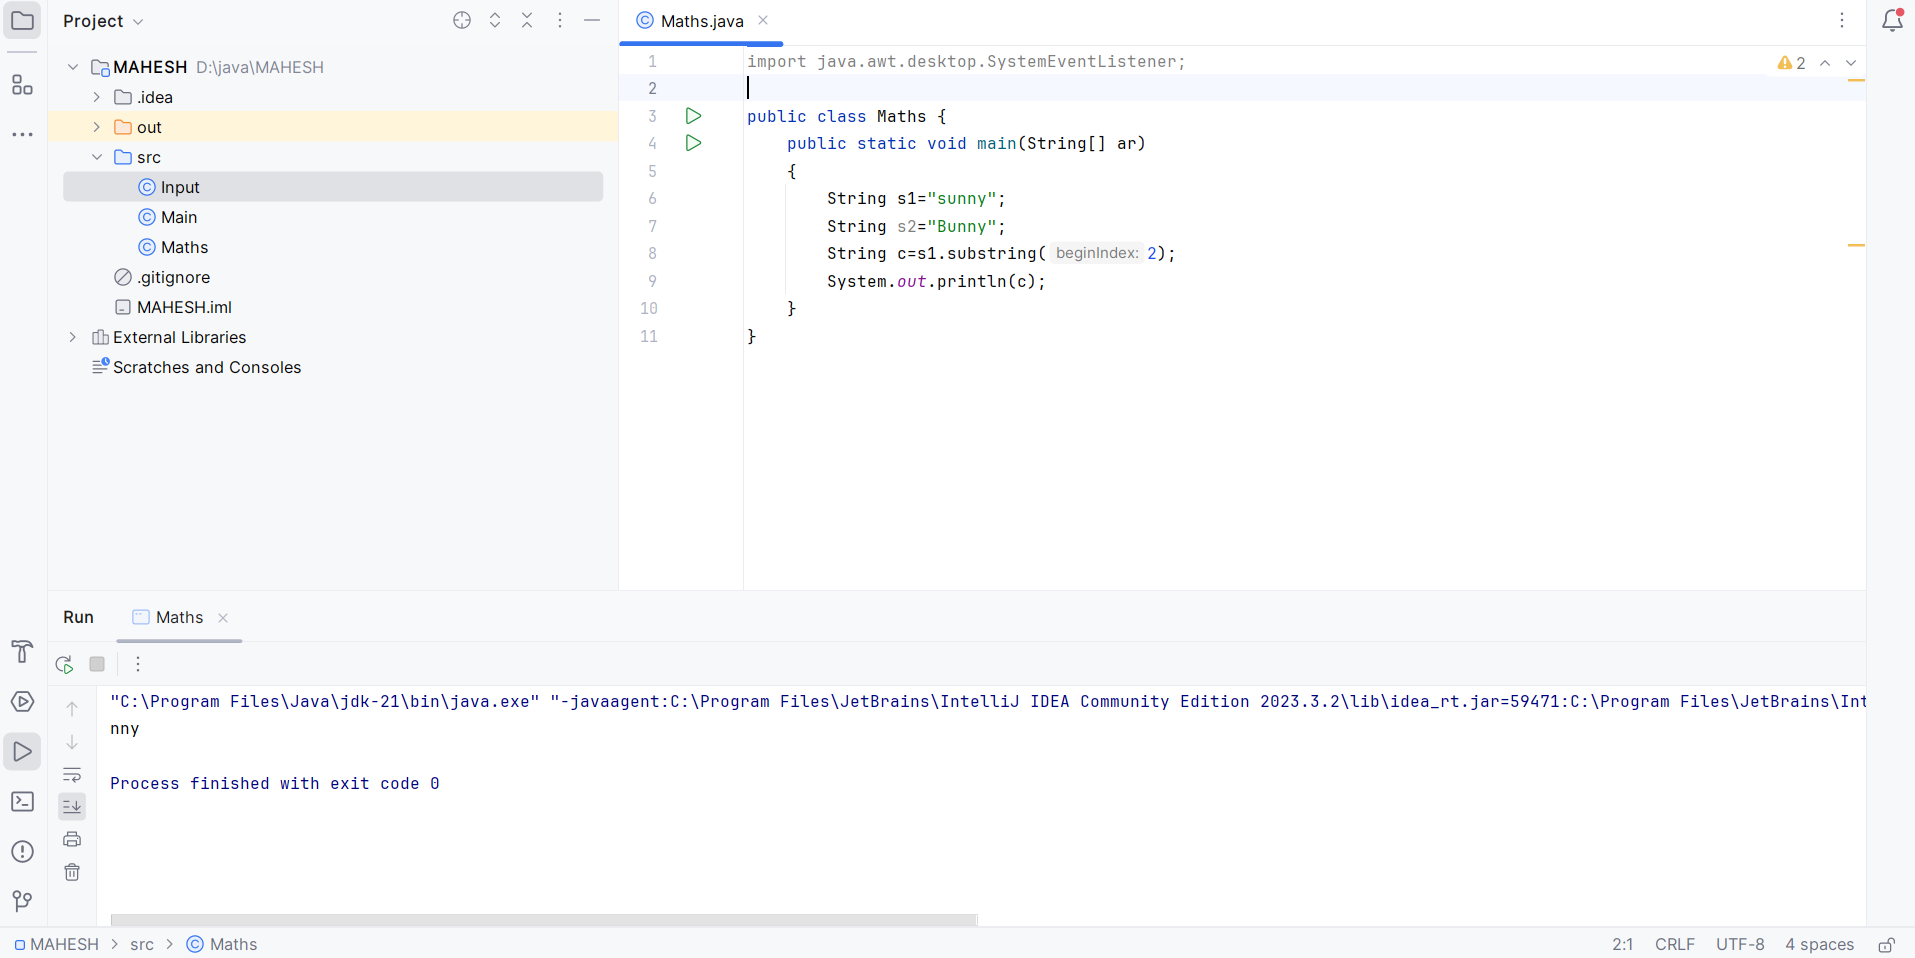 Project
MAHESH D:\java\MAHESH
.idea
out
src
Input
Main
Maths
.gitignore
MAHESH.iml
External Libraries
Scratches and Consoles
Maths.java
2
1 import java.awt.desktop.SystemEventListener;
2
3 public class Maths {
4 public static void main(String[] ar)
5 {
6 String s1="sunny";
7 String s2="Bunny";
8 String c=s1.substring( beginIndex: 2);
9 System.out.println(c);
10 }
11 }
Run Maths
"C:\Program Files\Java\jdk-21\bin\java.exe" "-javaagent:C:\Program Files\JetBrains\IntelliJ IDEA Community Edition 2023.3.2\lib\idea_rt.jar=59471:C:\Program Files\JetBrains\Int
nny
Process finished with exit code 0
MAHESH > src > Maths
2:1 CRLF UTF-8 4 spaces